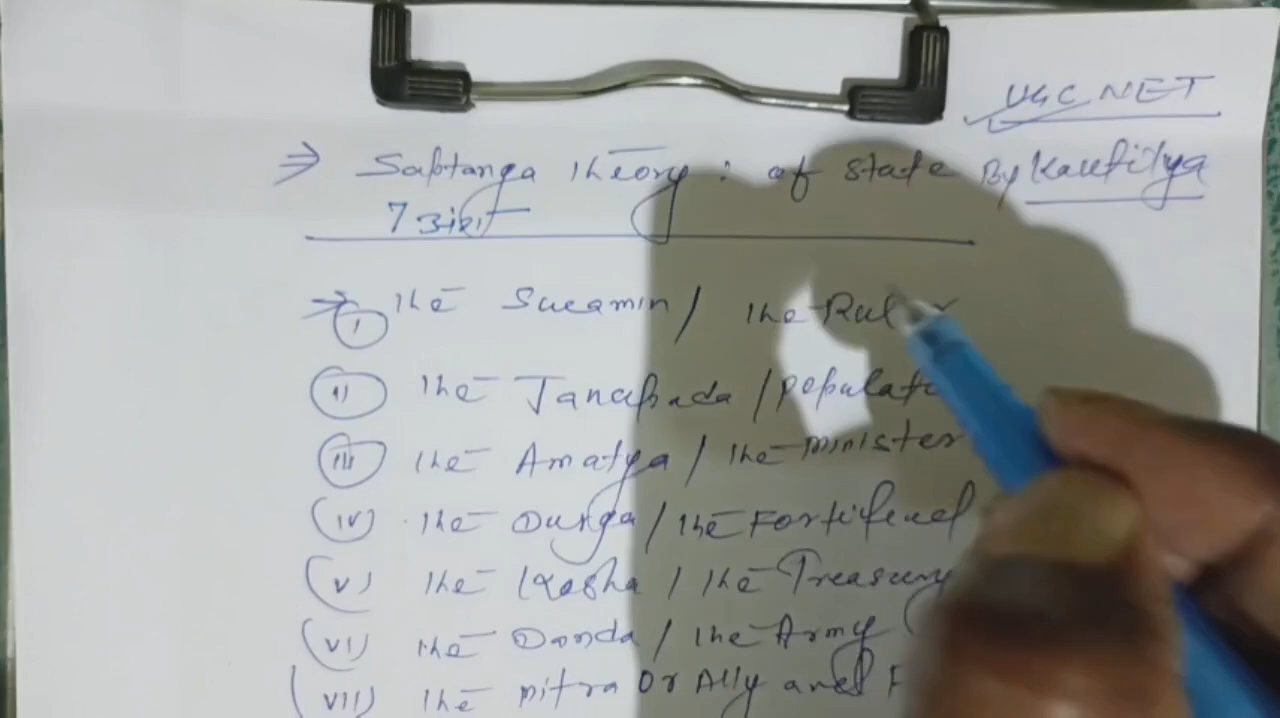 UGC NET
⇒ Saptanga Theory: of state By Kautilya
7 अंग
→ (i) The Swamin / The Ruler
(ii) The Janapada / Populati
(iii) The Amatya / The Minister
(iv) The Durga / The Fortified
(v) The Kosha / The Treasury
(vi) The Danda / The Army
(vii) The Mitra Or Ally and F